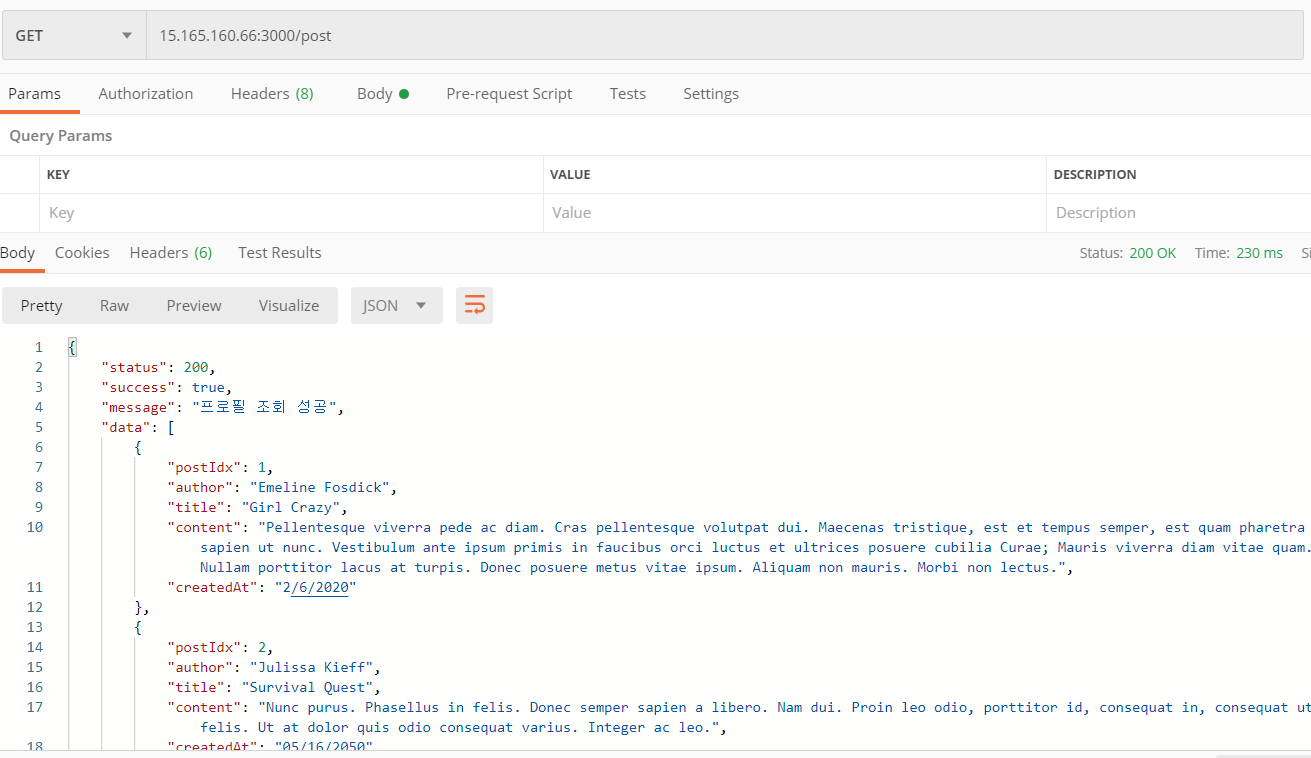 GET 15.165.160.66:3000/post
Params Authorization Headers (8) Body Pre-request Script Tests Settings
Query Params
KEY VALUE DESCRIPTION
Key Value Description
Body Cookies Headers (6) Test Results Status: 200 OK Time: 230 ms Si
Pretty Raw Preview Visualize JSON
1 {
2 "status": 200,
3 "success": true,
4 "message": "프로필 조회 성공",
5 "data": [
6 {
7 "postIdx": 1,
8 "author": "Emeline Fosdick",
9 "title": "Girl Crazy",
10 "content": "Pellentesque viverra pede ac diam. Cras pellentesque volutpat dui. Maecenas tristique, est et tempus semper, est quam pharetra
sapien ut nunc. Vestibulum ante ipsum primis in faucibus orci luctus et ultrices posuere cubilia Curae; Mauris viverra diam vitae quam.
Nullam porttitor lacus at turpis. Donec posuere metus vitae ipsum. Aliquam non mauris. Morbi non lectus.",
11 "createdAt": "2/6/2020"
12 },
13 {
14 "postIdx": 2,
15 "author": "Julissa Kieff",
16 "title": "Survival Quest",
17 "content": "Nunc purus. Phasellus in felis. Donec semper sapien a libero. Nam dui. Proin leo odio, porttitor id, consequat in, consequat ut
felis. Ut at dolor quis odio consequat varius. Integer ac leo.",
18 "createdAt": "05/16/2050"